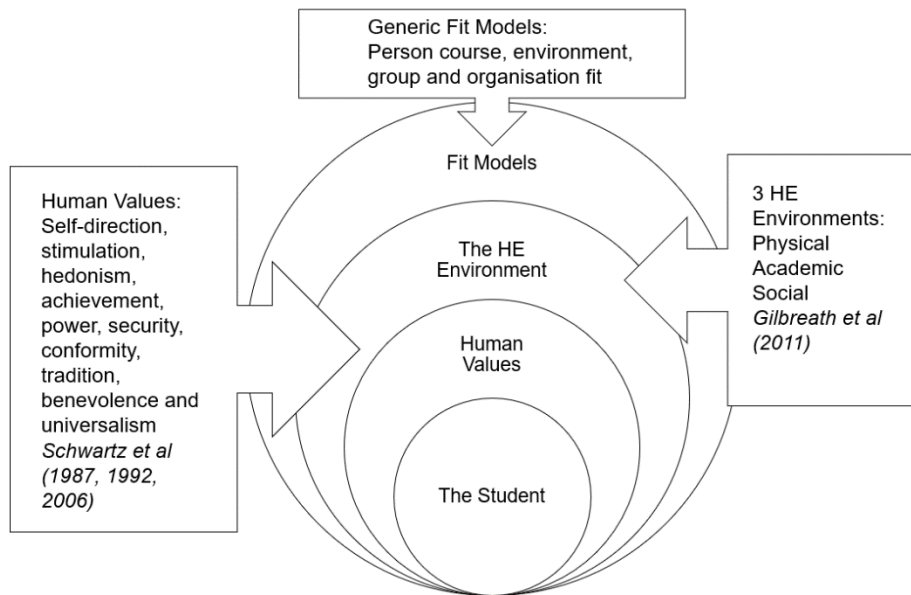 Generic Fit Models:
Person course, environment,
group and organisation fit
Fit Models
Human Values:
Self-direction,
stimulation,
hedonism,
achievement,
power, security,
conformity,
tradition,
benevolence and
universalism
Schwartz et al
(1987, 1992,
2006)
The HE
Environment
Human
Values
The Student
3 HE
Environments:
Physical
Academic
Social
Gilbreath et al
(2011)